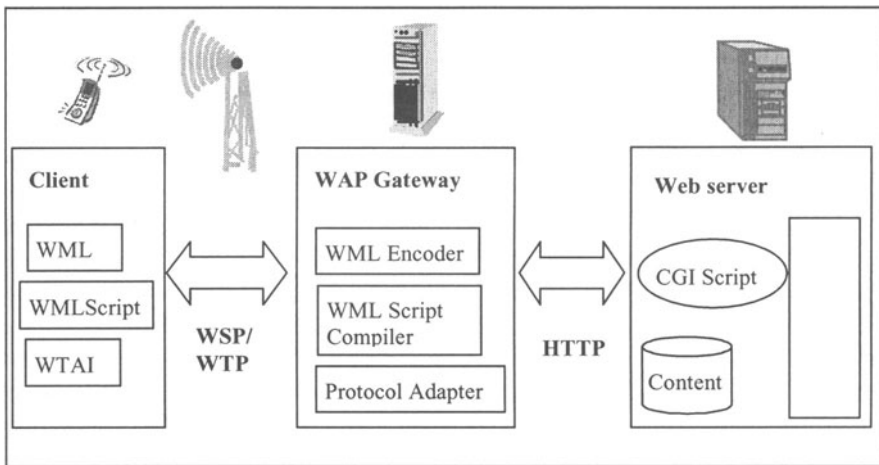 Client
WML
WMLScript
WTAI
WSP/
WTP
WAP Gateway
WML Encoder
WML Script
Compiler
Protocol Adapter
HTTP
Web server
CGI Script
Content